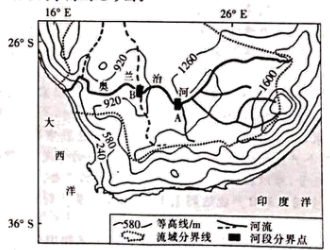 16° E
26° E
26° S
920
兰
治
河
1260
奥
B
920
A
1600
大
西
洋
580
240
印度洋
36° S
580 等高线/m
河流
流域分界线
河段分界点